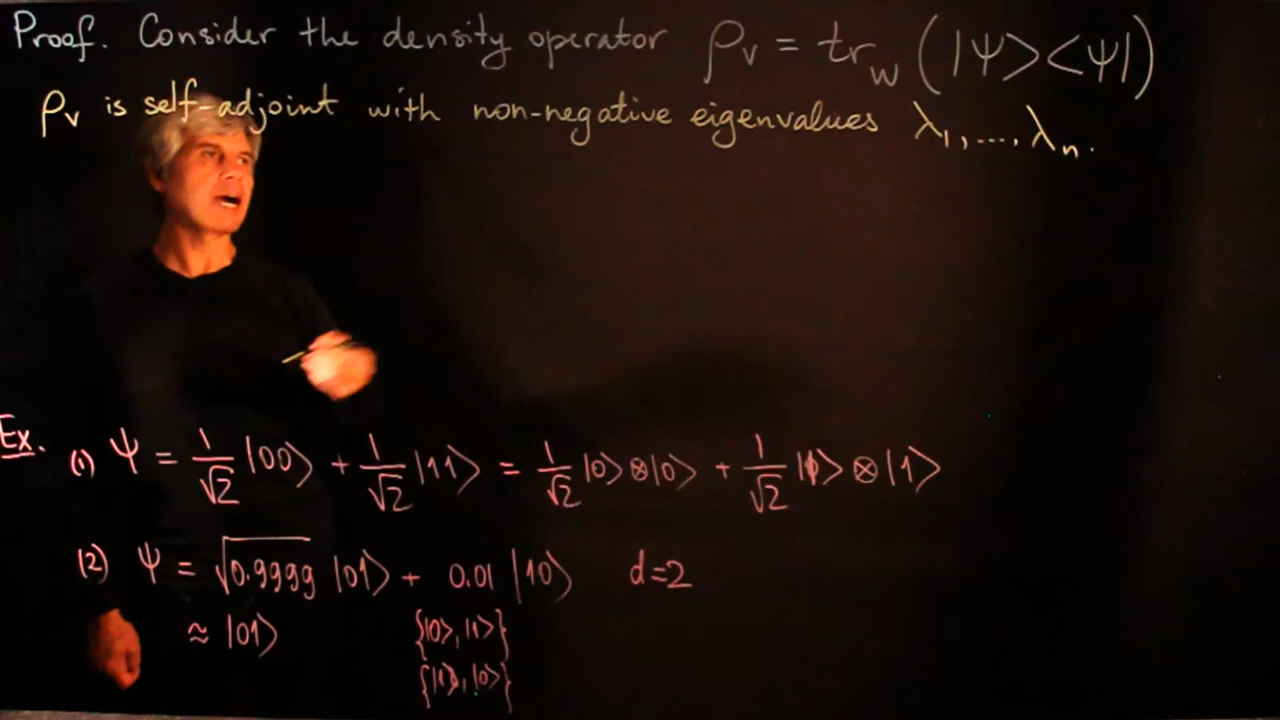 Proof. Consider the density operator ρ_V = tr_W (|Ψ><Ψ|)
ρ_V is self-adjoint with non-negative eigenvalues λ_1, ..., λ_n.
Ex.
(1) Ψ = 1/√2 |00⟩ + 1/√2 |11⟩ = 1/√2 |0⟩⊗|0⟩ + 1/√2 |1⟩⊗|1⟩
(2) Ψ = √0.9999 |01⟩ + 0.01 |10⟩ d=2
≈ |01⟩ {|0⟩, |1⟩}
{|1⟩, |0⟩}